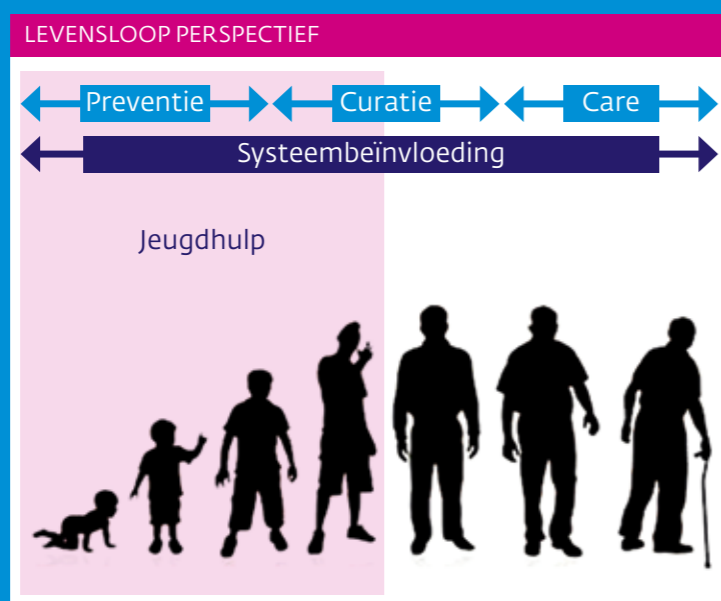 LEVENSLOOP PERSPECTIEF
Preventie Curatie Care
Systeembeïnvloeding
Jeugdhulp